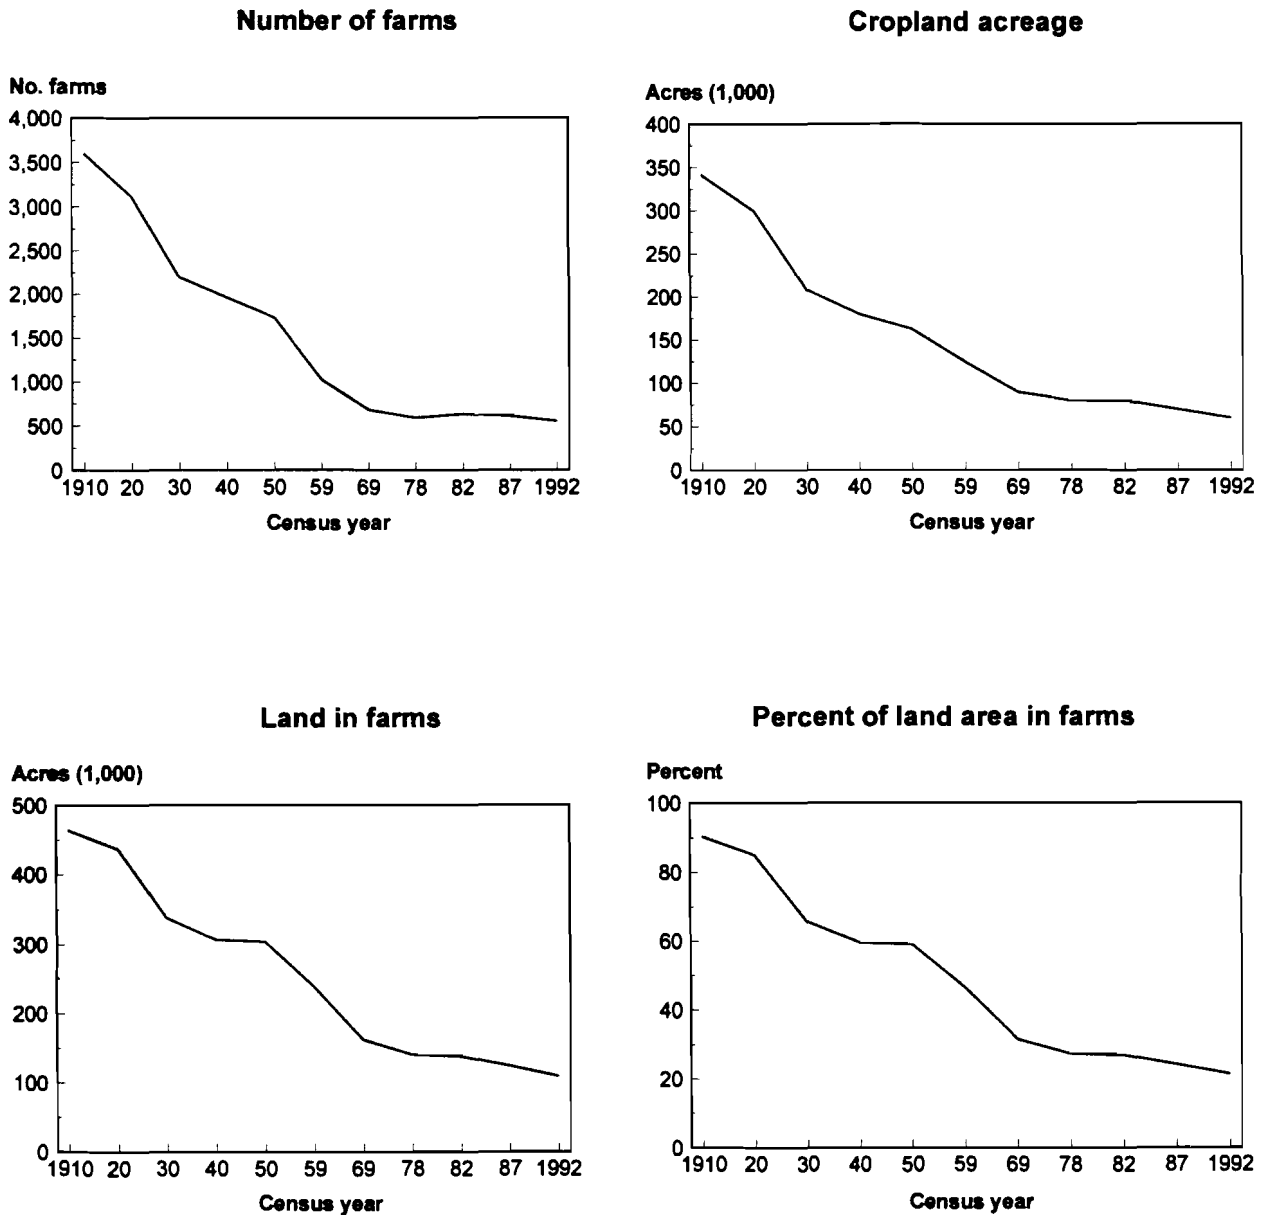 Number of farms
No. farms
4,000
3,500
3,000
2,500
2,000
1,500
1,000
500
0
1910 20 30 40 50 59 69 78 82 87 1992
Census year
Cropland acreage
Acres (1,000)
400
350
300
250
200
150
100
50
0
1910 20 30 40 50 59 69 78 82 87 1992
Census year
Land in farms
Acres (1,000)
500
400
300
200
100
0
1910 20 30 40 50 59 69 78 82 87 1992
Census year
Percent of land area in farms
Percent
100
80
60
40
20
0
1910 20 30 40 50 59 69 78 82 87 1992
Census year